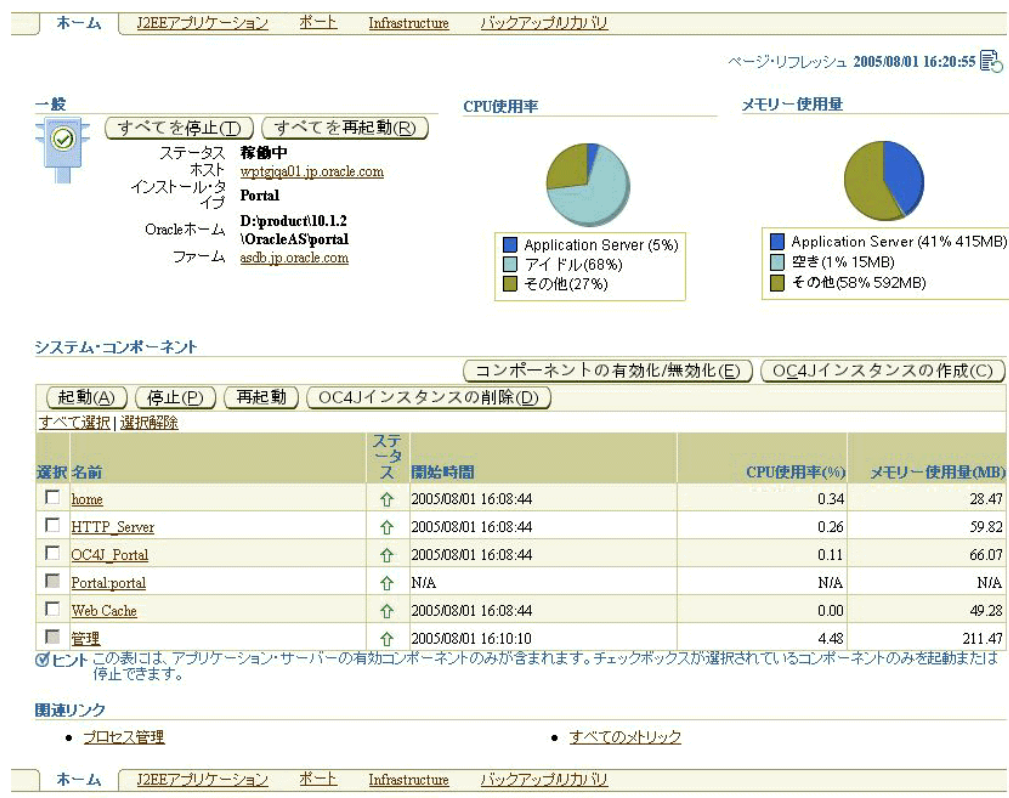 ホーム J2EEアプリケーション ポート Infrastructure バックアップ/リカバリ
ページ・リフレッシュ 2005/08/01 16:20:55
一般
すべてを停止(T) すべてを再起動(R)
ステータス 稼働中
ホスト wptgjqa01.jp.oracle.com
インストール・タ
イプ Portal
Oracleホーム D:\product\10.1.2
\OracleAS\portal
ファーム asdb.jp.oracle.com
CPU使用率
Application Server (5%)
アイドル(68%)
その他(27%)
メモリー使用量
Application Server (41% 415MB)
空き(1% 15MB)
その他(58% 592MB)
システム・コンポーネント
コンポーネントの有効化/無効化(E) OC4Jインスタンスの作成(C)
起動(A) 停止(P) 再起動 OC4Jインスタンスの削除(D)
すべて選択 | 選択解除
選択 名前 ステータス 開始時間 CPU使用率(%) メモリー使用量(MB)
home 2005/08/01 16:08:44 0.34 28.47
HTTP_Server 2005/08/01 16:08:44 0.26 59.82
OC4J_Portal 2005/08/01 16:08:44 0.11 66.07
Portal:portal N/A N/A N/A
Web Cache 2005/08/01 16:08:44 0.00 49.28
管理 2005/08/01 16:10:10 4.48 211.47
ヒント この表には、アプリケーション・サーバーの有効コンポーネントのみが含まれます。チェックボックスが選択されているコンポーネントのみを起動または
停止できます。
関連リンク
• プロセス管理 • すべてのメトリック
ホーム J2EEアプリケーション ポート Infrastructure バックアップ/リカバリ